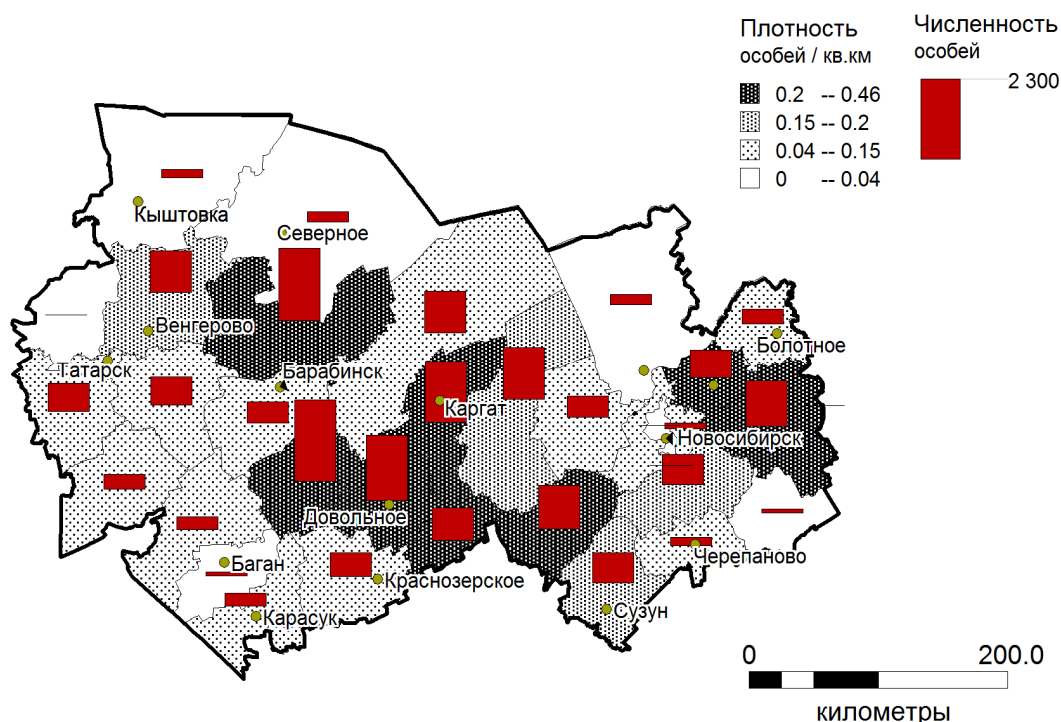 Плотность
особей / кв.км
0.2 -- 0.46
0.15 -- 0.2
0.04 -- 0.15
0 -- 0.04
Численность
особей
2 300
Кыштовка
Северное
Венгерово
Татарск
Барабинск
Каргат
Болотное
Новосибирск
Довольное
Баган
Краснозерское
Карасук
Черепаново
Сузун
0 200.0
километры